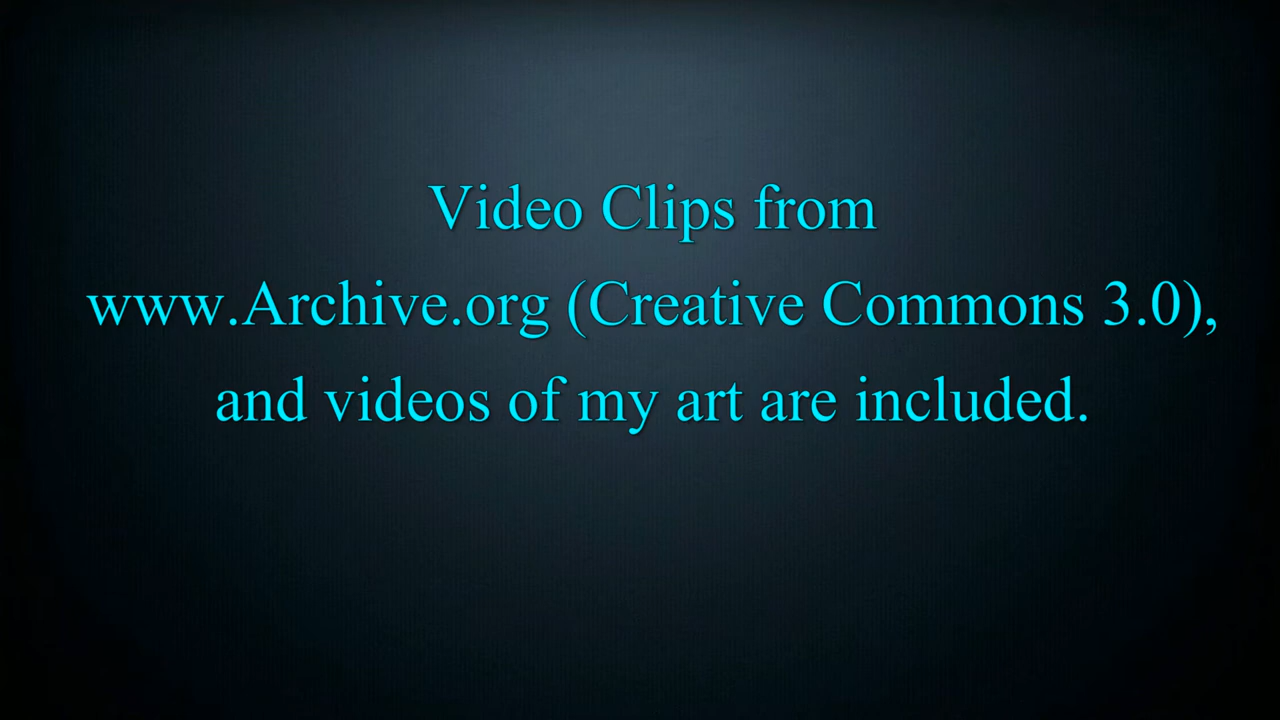 Video Clips from
www.Archive.org (Creative Commons 3.0),
and videos of my art are included.